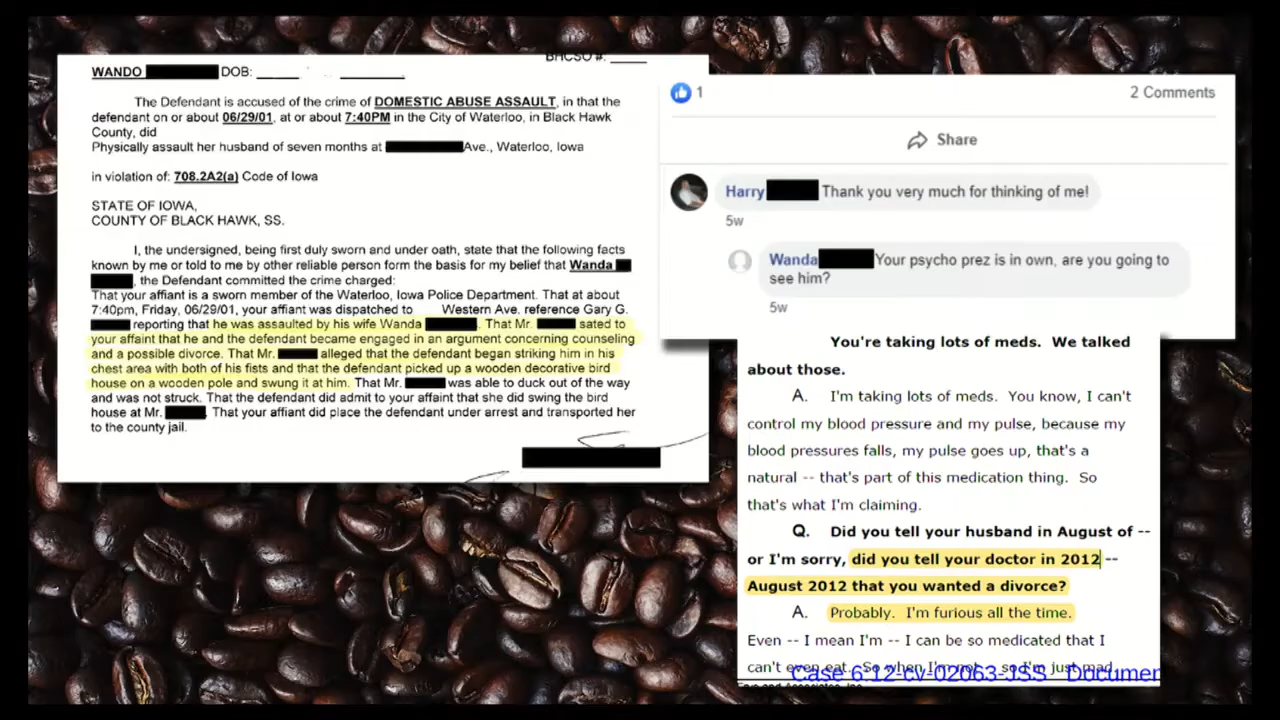 BHCSO #:
WANDO DOB:
The Defendant is accused of the crime of DOMESTIC ABUSE ASSAULT, in that the
defendant on or about 06/29/01, at or about 7:40PM in the City of Waterloo, in Black Hawk
County, did
Physically assault her husband of seven months at Ave., Waterloo, Iowa
in violation of: 708.2A2(a) Code of Iowa
STATE OF IOWA,
COUNTY OF BLACK HAWK, SS.
I, the undersigned, being first duly sworn and under oath, state that the following facts
known by me or told to me by other reliable person form the basis for my belief that Wanda
, the Defendant committed the crime charged:
That your affiant is a sworn member of the Waterloo, Iowa Police Department. That at about
7:40pm, Friday, 06/29/01, your affiant was dispatched to Western Ave. reference Gary G.
reporting that he was assaulted by his wife Wanda . That Mr. sated to
your affaint that he and the defendant became engaged in an argument concerning counseling
and a possible divorce. That Mr. alleged that the defendant began striking him in his
chest area with both of his fists and that the defendant picked up a wooden decorative bird
house on a wooden pole and swung it at him. That Mr. was able to duck out of the way
and was not struck. That the defendant did admit to your affiant that she did swing the bird
house at Mr. . That your affiant did place the defendant under arrest and transported her
to the county jail.
1
2 Comments
Share
Harry Thank you very much for thinking of me!
5w
Wanda Your psycho prez is in own, are you going to
see him?
5w
You're taking lots of meds. We talked
about those.
A. I'm taking lots of meds. You know, I can't
control my blood pressure and my pulse, because my
blood pressures falls, my pulse goes up, that's a
natural -- that's part of this medication thing. So
that's what I'm claiming.
Q. Did you tell your husband in August of --
or I'm sorry, did you tell your doctor in 2012 --
August 2012 that you wanted a divorce?
A. Probably. I'm furious all the time.
Even -- I mean I'm -- I can be so medicated that I
can't even eat. So when I'm not so I'm just mad
Case 6:12-cv-02063-JSS Documen